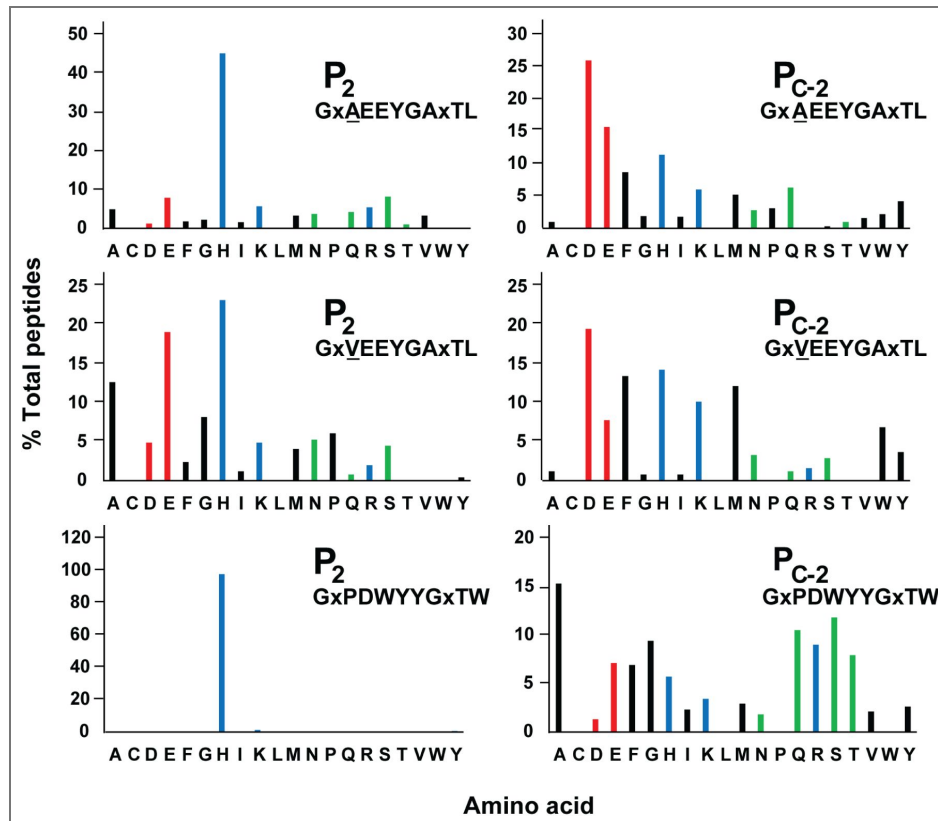 50
40
30
20
10
0
P2
GxAEEYGAxTL
A C D E F G H I K L M N P Q R S T V W Y
30
25
20
15
10
5
0
PC-2
GxAEEYGAxTL
A C D E F G H I K L M N P Q R S T V W Y
25
20
15
10
5
0
P2
GxVEEYGAxTL
A C D E F G H I K L M N P Q R S T V W Y
25
20
15
10
5
0
PC-2
GxVEEYGAxTL
A C D E F G H I K L M N P Q R S T V W Y
120
100
80
60
40
20
0
P2
GxPDWYYGxTW
A C D E F G H I K L M N P Q R S T V W Y
20
15
10
5
0
PC-2
GxPDWYYGxTW
A C D E F G H I K L M N P Q R S T V W Y
% Total peptides
Amino acid